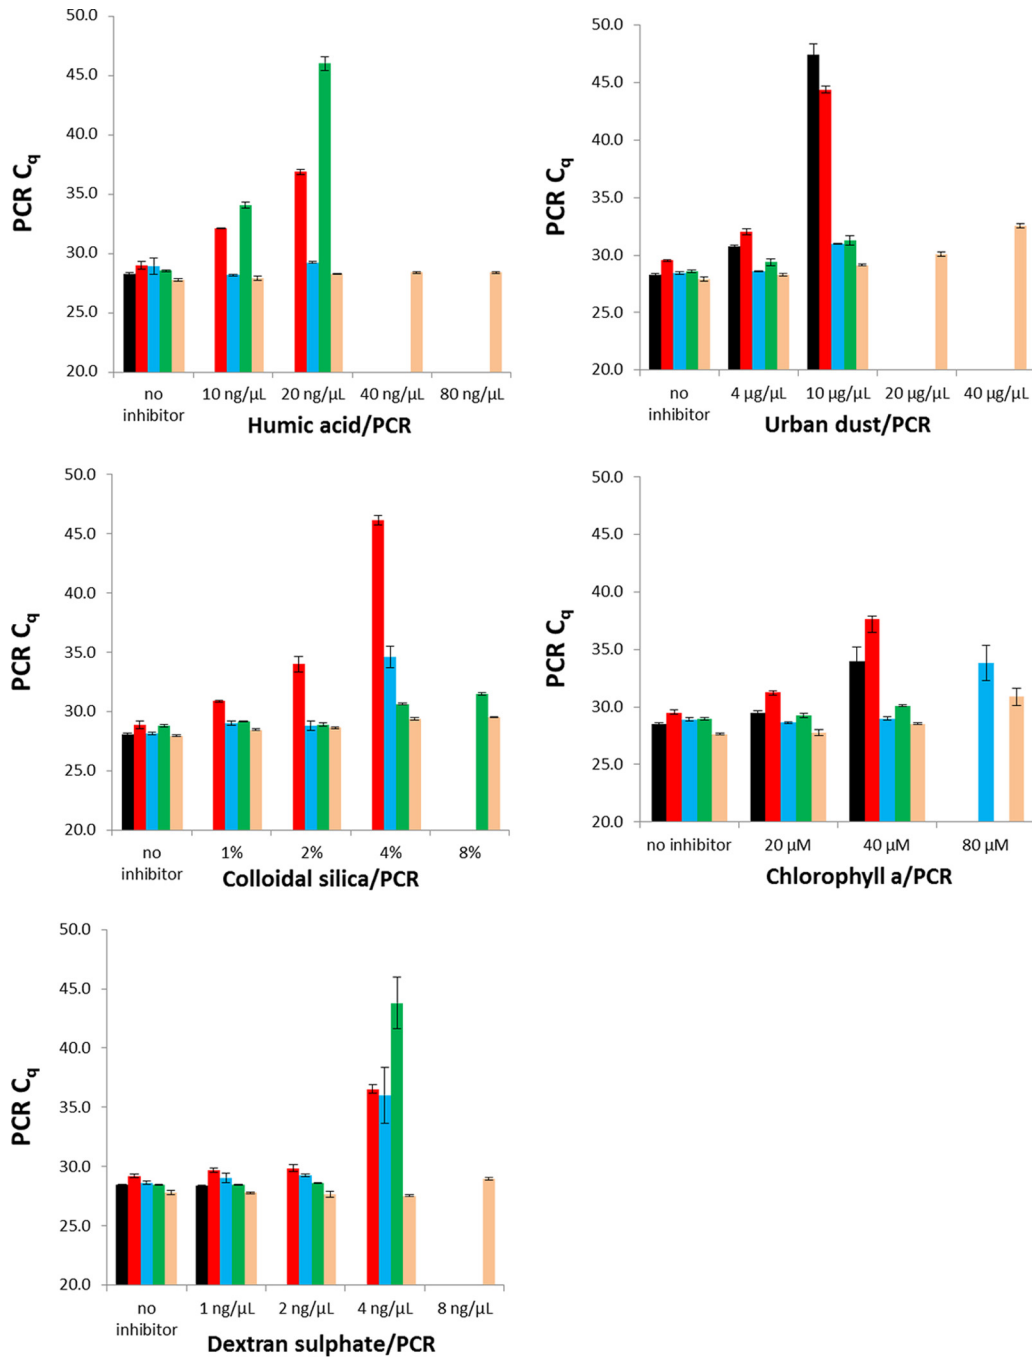 50.0
45.0
40.0
35.0
30.0
25.0
20.0
PCR Cq
no inhibitor
10 ng/µL
20 ng/µL
40 ng/µL
80 ng/µL
Humic acid/PCR
50.0
45.0
40.0
35.0
30.0
25.0
20.0
PCR Cq
no inhibitor
4 µg/µL
10 µg/µL
20 µg/µL
40 µg/µL
Urban dust/PCR
50.0
45.0
40.0
35.0
30.0
25.0
20.0
PCR Cq
no inhibitor
1%
2%
4%
8%
Colloidal silica/PCR
50.0
45.0
40.0
35.0
30.0
25.0
20.0
PCR Cq
no inhibitor
20 µM
40 µM
80 µM
Chlorophyll a/PCR
50.0
45.0
40.0
35.0
30.0
25.0
20.0
PCR Cq
no inhibitor
1 ng/µL
2 ng/µL
4 ng/µL
8 ng/µL
Dextran sulphate/PCR